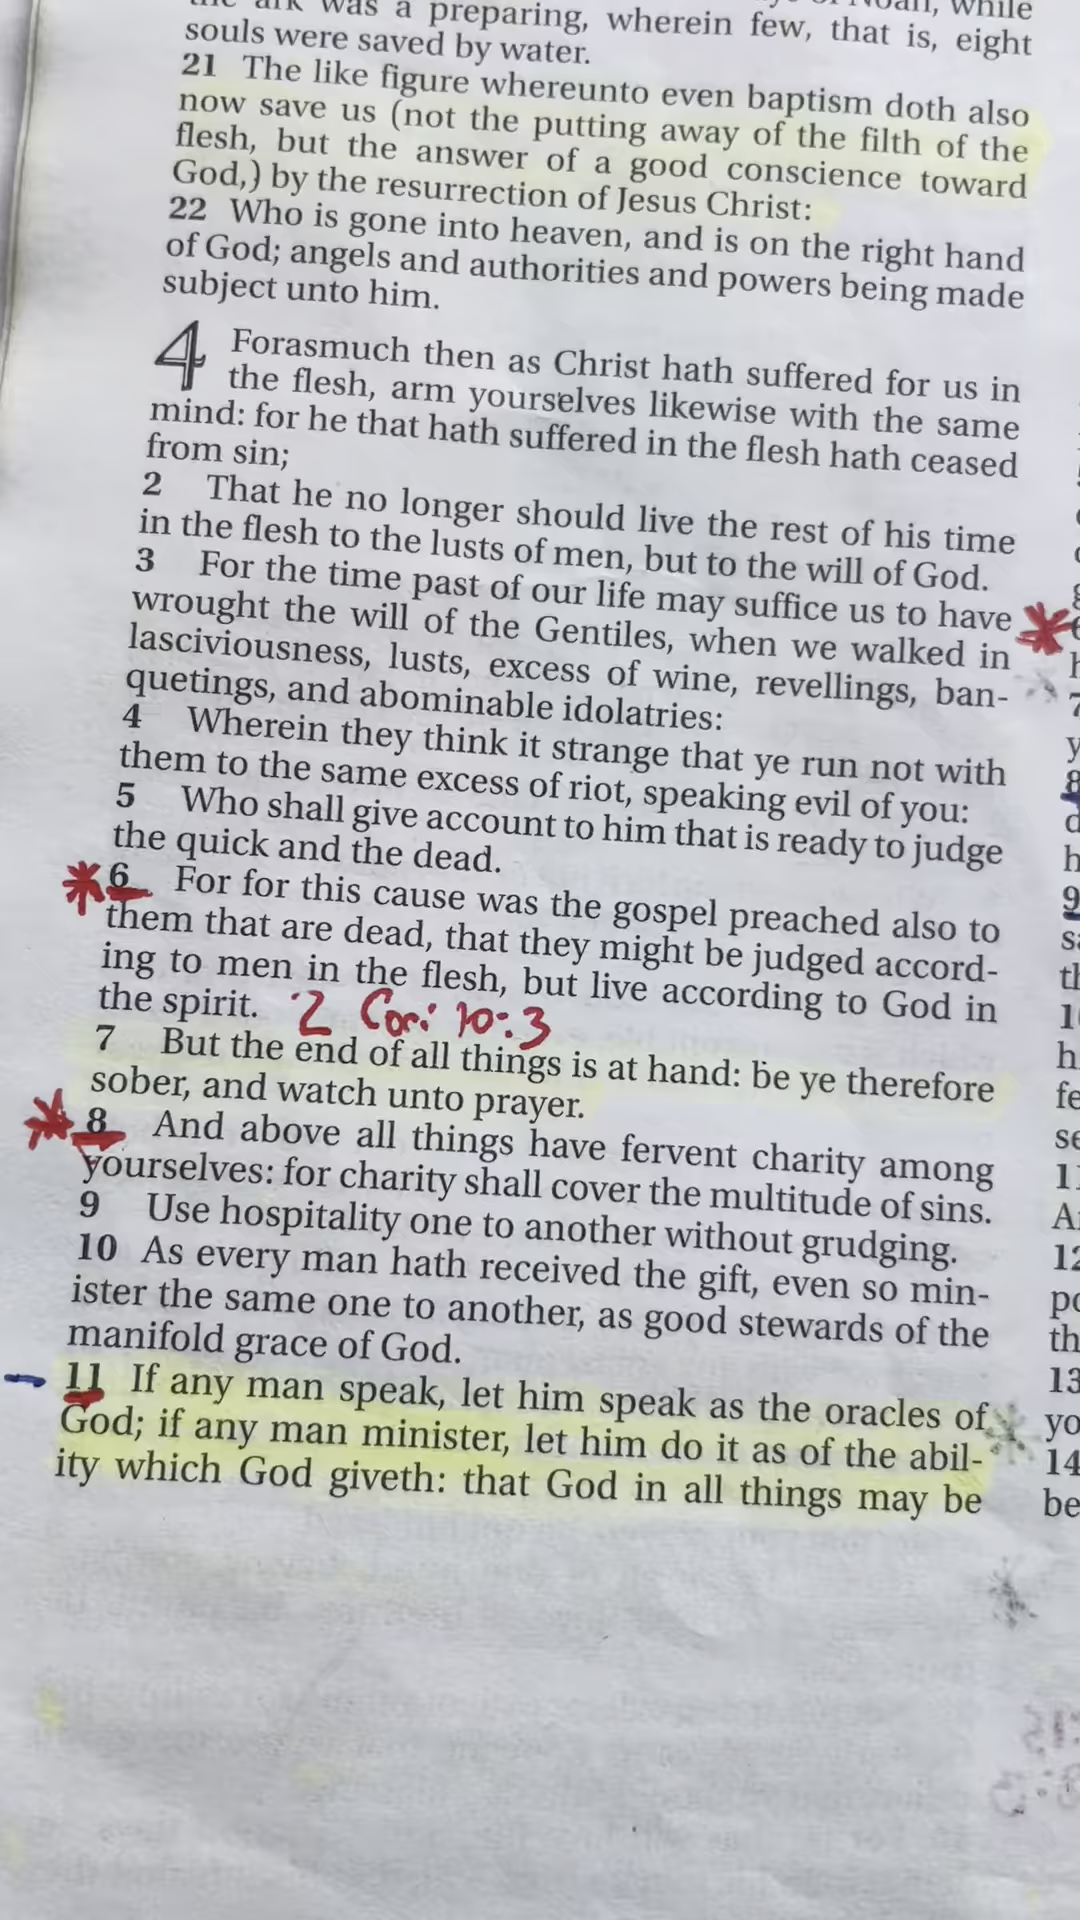 the ark was a preparing, wherein few, that is, eight
souls were saved by water.
21 The like figure whereunto even baptism doth also
now save us (not the putting away of the filth of the
flesh, but the answer of a good conscience toward
God,) by the resurrection of Jesus Christ:
22 Who is gone into heaven, and is on the right hand
of God; angels and authorities and powers being made
subject unto him.
4 Forasmuch then as Christ hath suffered for us in
the flesh, arm yourselves likewise with the same
mind: for he that hath suffered in the flesh hath ceased
from sin;
2 That he no longer should live the rest of his time
in the flesh to the lusts of men, but to the will of God.
3 For the time past of our life may suffice us to have
wrought the will of the Gentiles, when we walked in
lasciviousness, lusts, excess of wine, revellings, ban-
quetings, and abominable idolatries:
4 Wherein they think it strange that ye run not with
them to the same excess of riot, speaking evil of you:
5 Who shall give account to him that is ready to judge
the quick and the dead.
6 For for this cause was the gospel preached also to
them that are dead, that they might be judged accord-
ing to men in the flesh, but live according to God in
the spirit. 2 Cor: 10:3
7 But the end of all things is at hand: be ye therefore
sober, and watch unto prayer.
8 And above all things have fervent charity among
yourselves: for charity shall cover the multitude of sins.
9 Use hospitality one to another without grudging.
10 As every man hath received the gift, even so min-
ister the same one to another, as good stewards of the
manifold grace of God.
11 If any man speak, let him speak as the oracles of
God; if any man minister, let him do it as of the abil-
ity which God giveth: that God in all things may be